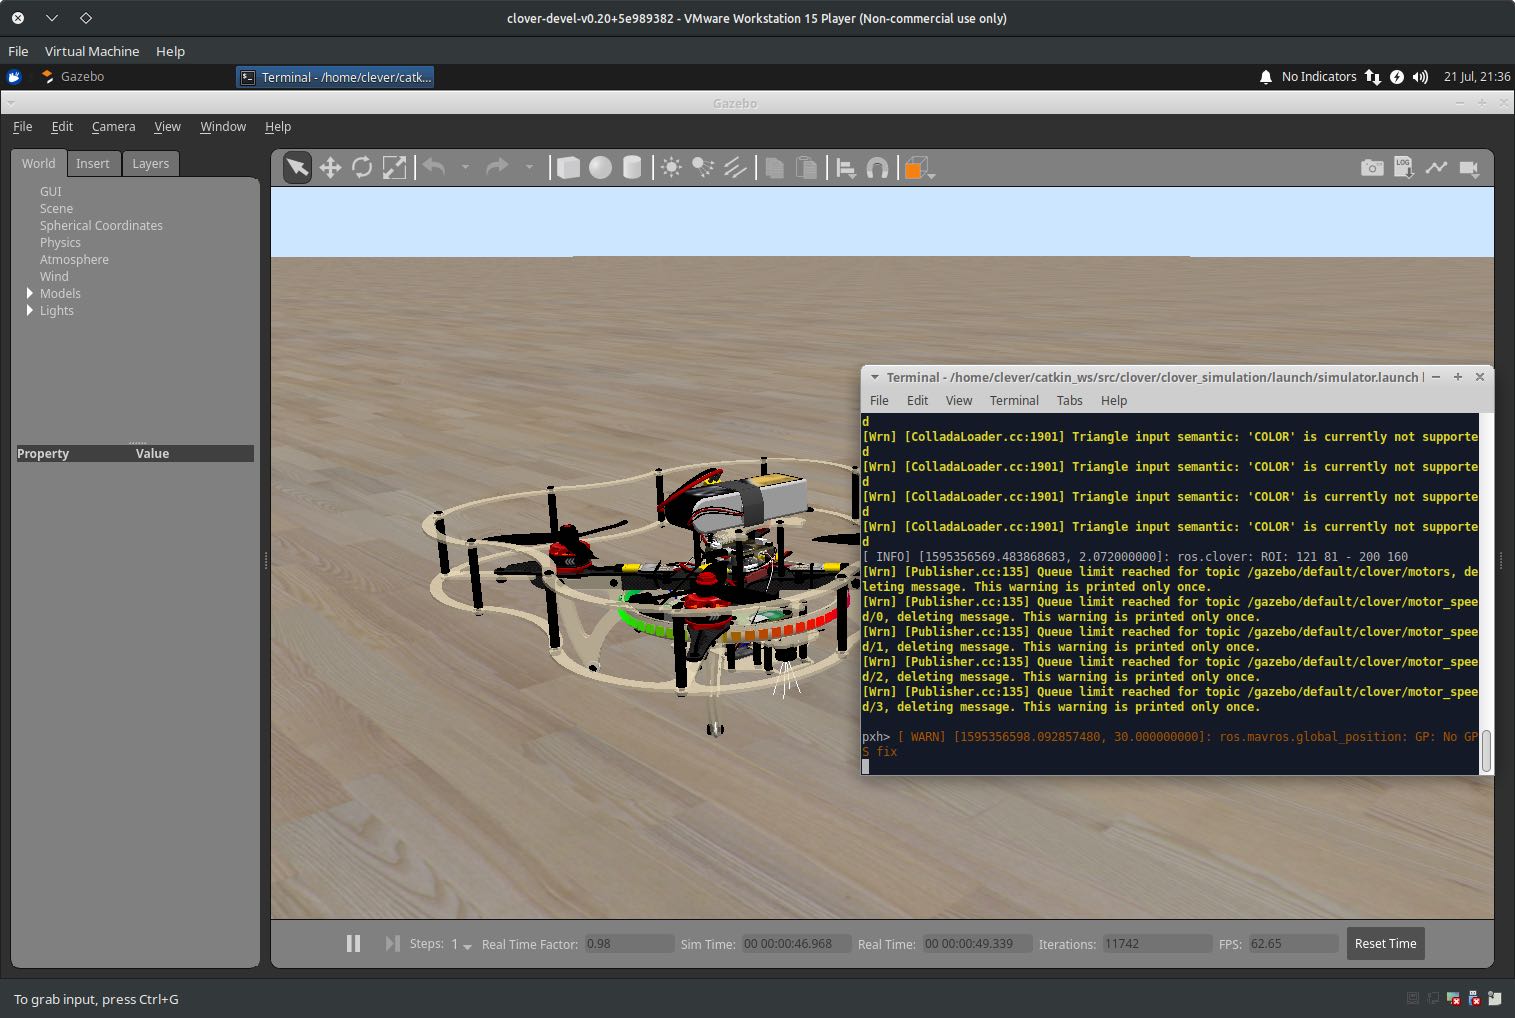 clover-devel-v0.20+5e989382 - VMware Workstation 15 Player (Non-commercial use only)
File Virtual Machine Help
Gazebo Terminal - /home/clever/catk... No Indicators 21 Jul, 21:36
Gazebo
File Edit Camera View Window Help
World Insert Layers
LOG
GUI
Scene
Spherical Coordinates
Physics
Atmosphere
Wind
Models
Lights
Property Value
Terminal - /home/clever/catkin_ws/src/clover/clover_simulation/launch/simulator.launch
File Edit View Terminal Tabs Help
d
[Wrn] [ColladaLoader.cc:1901] Triangle input semantic: 'COLOR' is currently not supporte
d
[Wrn] [ColladaLoader.cc:1901] Triangle input semantic: 'COLOR' is currently not supporte
d
[Wrn] [ColladaLoader.cc:1901] Triangle input semantic: 'COLOR' is currently not supporte
d
[Wrn] [ColladaLoader.cc:1901] Triangle input semantic: 'COLOR' is currently not supporte
d
[ INFO] [1595356569.483868683, 2.072000000]: ros.clover: ROI: 121 81 - 200 160
[Wrn] [Publisher.cc:135] Queue limit reached for topic /gazebo/default/clover/motors, de
leting message. This warning is printed only once.
[Wrn] [Publisher.cc:135] Queue limit reached for topic /gazebo/default/clover/motor_spee
d/0, deleting message. This warning is printed only once.
[Wrn] [Publisher.cc:135] Queue limit reached for topic /gazebo/default/clover/motor_spee
d/1, deleting message. This warning is printed only once.
[Wrn] [Publisher.cc:135] Queue limit reached for topic /gazebo/default/clover/motor_spee
d/2, deleting message. This warning is printed only once.
[Wrn] [Publisher.cc:135] Queue limit reached for topic /gazebo/default/clover/motor_spee
d/3, deleting message. This warning is printed only once.
pxh> [ WARN] [1595356598.092857480, 30.000000000]: ros.mavros.global_position: GP: No GP
S fix
Steps: 1 Real Time Factor: 0.98 Sim Time: 00 00:00:46.968 Real Time: 00 00:00:49.339 Iterations: 11742 FPS: 62.65 Reset Time
To grab input, press Ctrl+G